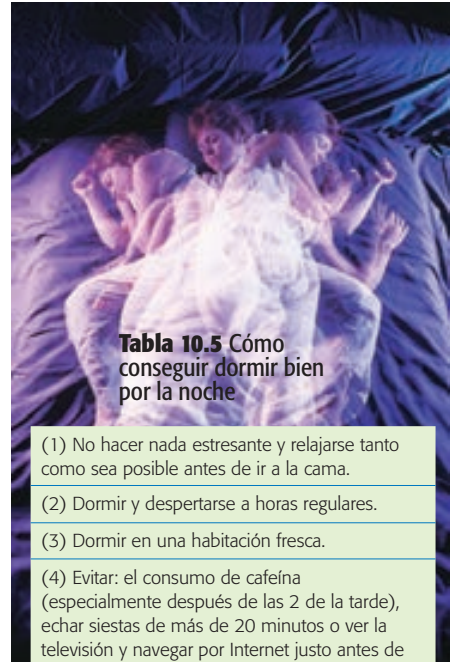 Tabla 10.5 Cómo
conseguir dormir bien
por la noche
(1) No hacer nada estresante y relajarse tanto
como sea posible antes de ir a la cama.
(2) Dormir y despertarse a horas regulares.
(3) Dormir en una habitación fresca.
(4) Evitar: el consumo de cafeína
(especialmente después de las 2 de la tarde),
echar siestas de más de 20 minutos o ver la
televisión y navegar por Internet justo antes de